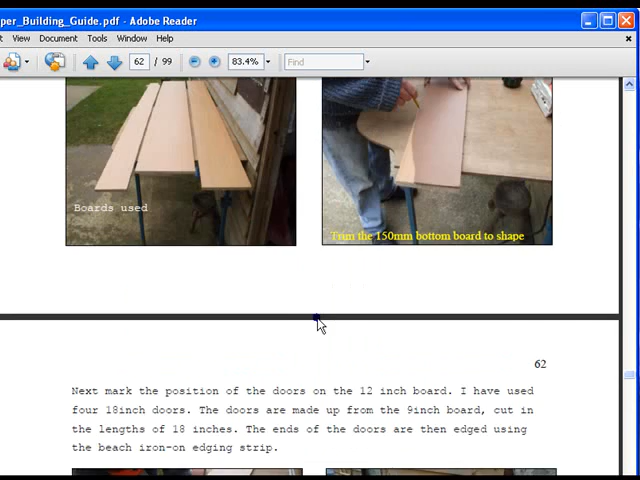 per_Building_Guide.pdf - Adobe Reader
t View Document Tools Window Help
62 / 99 83.4% Find
Boards used
Trim the 150mm bottom board to shape
62
Next mark the position of the doors on the 12 inch board. I have used
four 18inch doors. The doors are made up from the 9inch board, cut in
the lengths of 18 inches. The ends of the doors are then edged using
the beach iron-on edging strip.